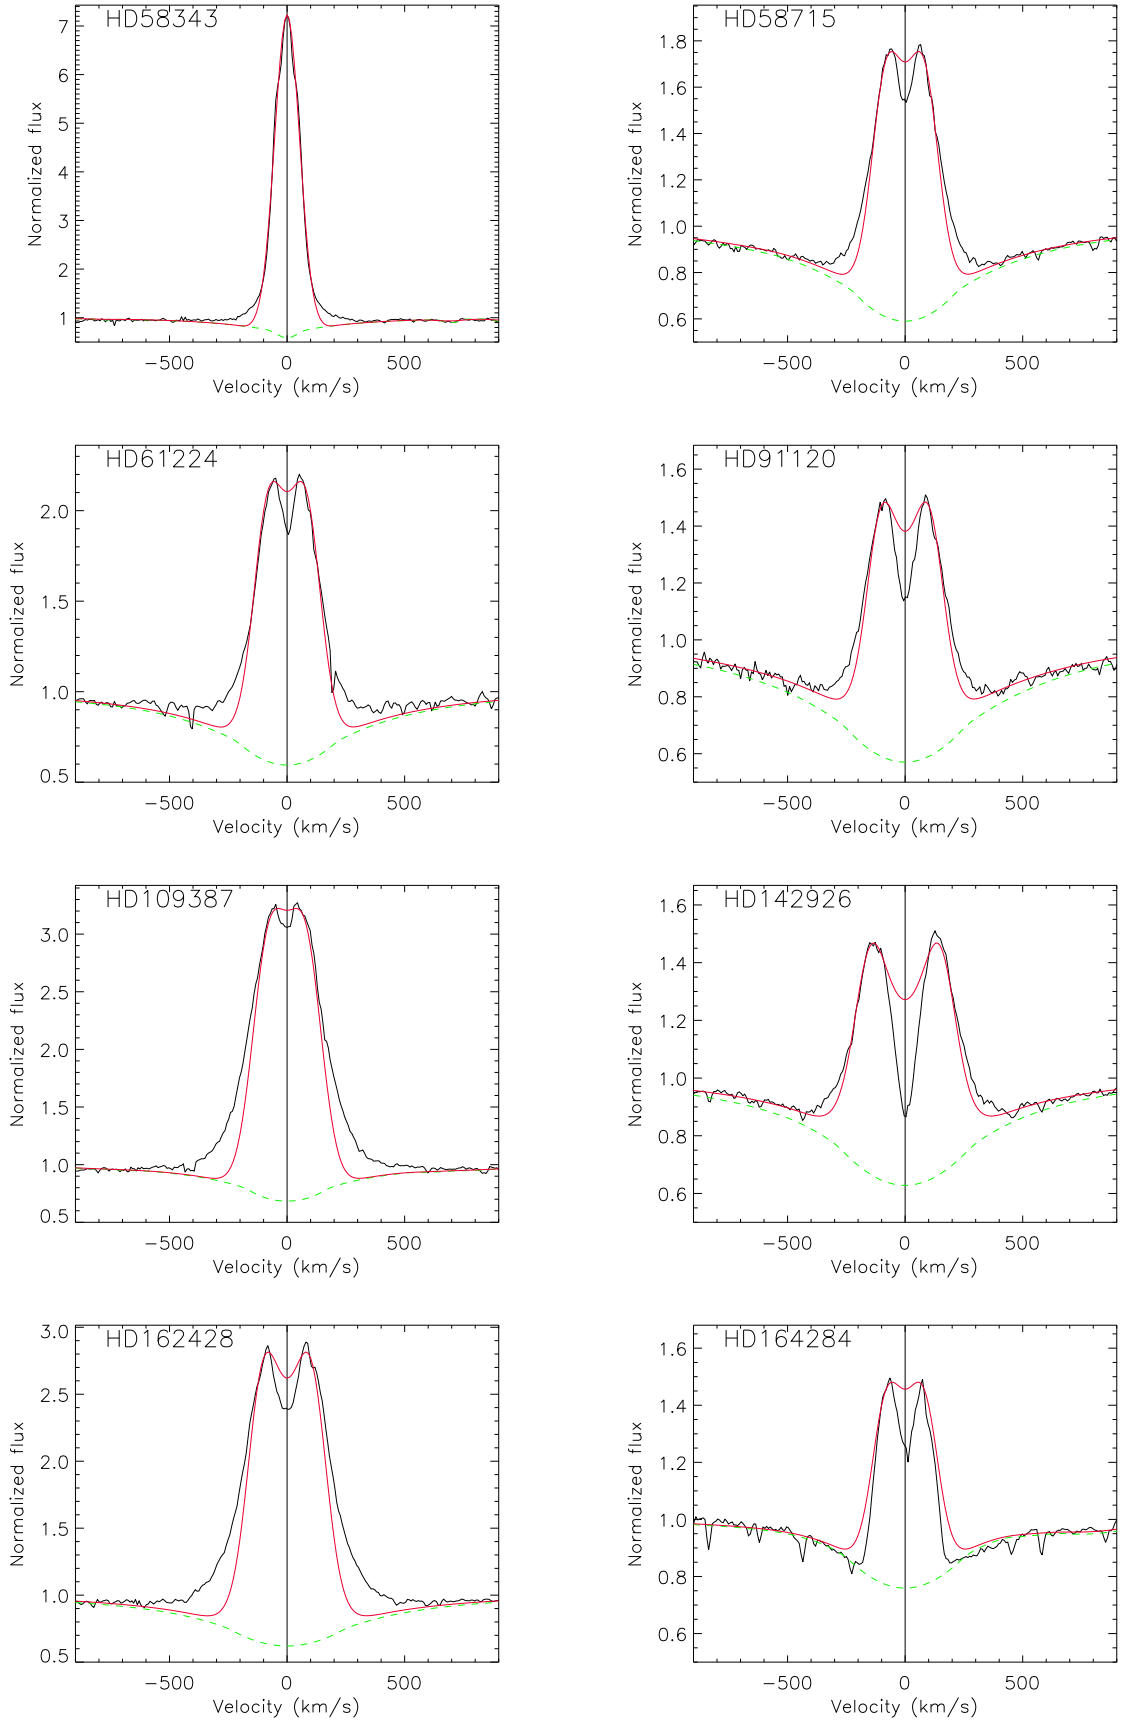 HD58343
7
6
5
4
3
2
1
Normalized flux
−500 0 500
Velocity (km/s)
HD58715
1.8
1.6
1.4
1.2
1.0
0.8
0.6
Normalized flux
−500 0 500
Velocity (km/s)
HD61224
2.0
1.5
1.0
0.5
Normalized flux
−500 0 500
Velocity (km/s)
HD91120
1.6
1.4
1.2
1.0
0.8
0.6
Normalized flux
−500 0 500
Velocity (km/s)
HD109387
3.0
2.5
2.0
1.5
1.0
0.5
Normalized flux
−500 0 500
Velocity (km/s)
HD142926
1.6
1.4
1.2
1.0
0.8
0.6
Normalized flux
−500 0 500
Velocity (km/s)
HD162428
3.0
2.5
2.0
1.5
1.0
0.5
Normalized flux
−500 0 500
Velocity (km/s)
HD164284
1.6
1.4
1.2
1.0
0.8
0.6
Normalized flux
−500 0 500
Velocity (km/s)